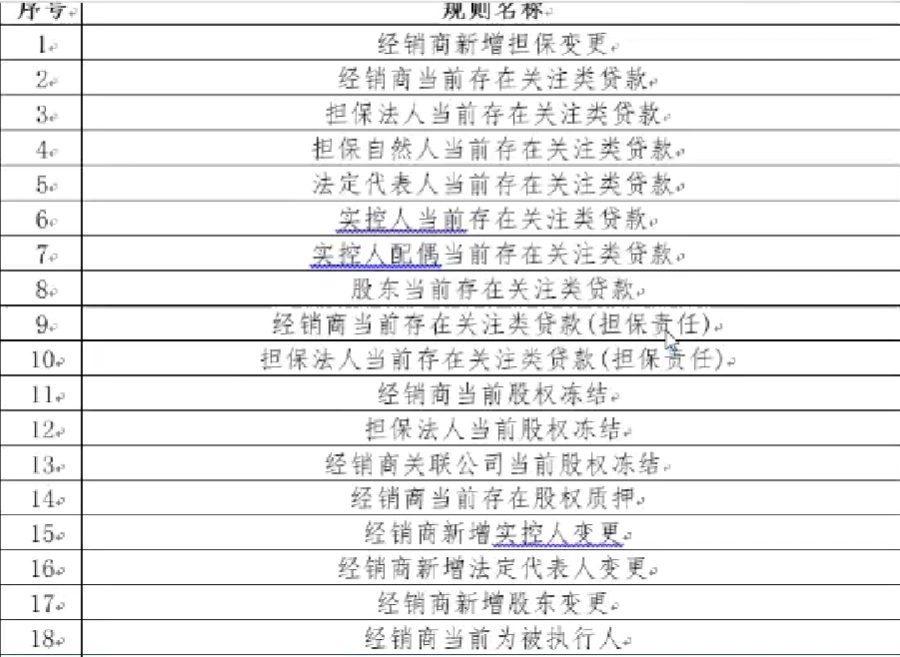 序号 规则名称
1 经销商新增担保变更
2 经销商当前存在关注类贷款
3 担保法人当前存在关注类贷款
4 担保自然人当前存在关注类贷款
5 法定代表人当前存在关注类贷款
6 实控人当前存在关注类贷款
7 实控人配偶当前存在关注类贷款
8 股东当前存在关注类贷款
9 经销商当前存在关注类贷款(担保责任)
10 担保法人当前存在关注类贷款(担保责任)
11 经销商当前股权冻结
12 担保法人当前股权冻结
13 经销商关联公司当前股权冻结
14 经销商当前存在股权质押
15 经销商新增实控人变更
16 经销商新增法定代表人变更
17 经销商新增股东变更
18 经销商当前为被执行人